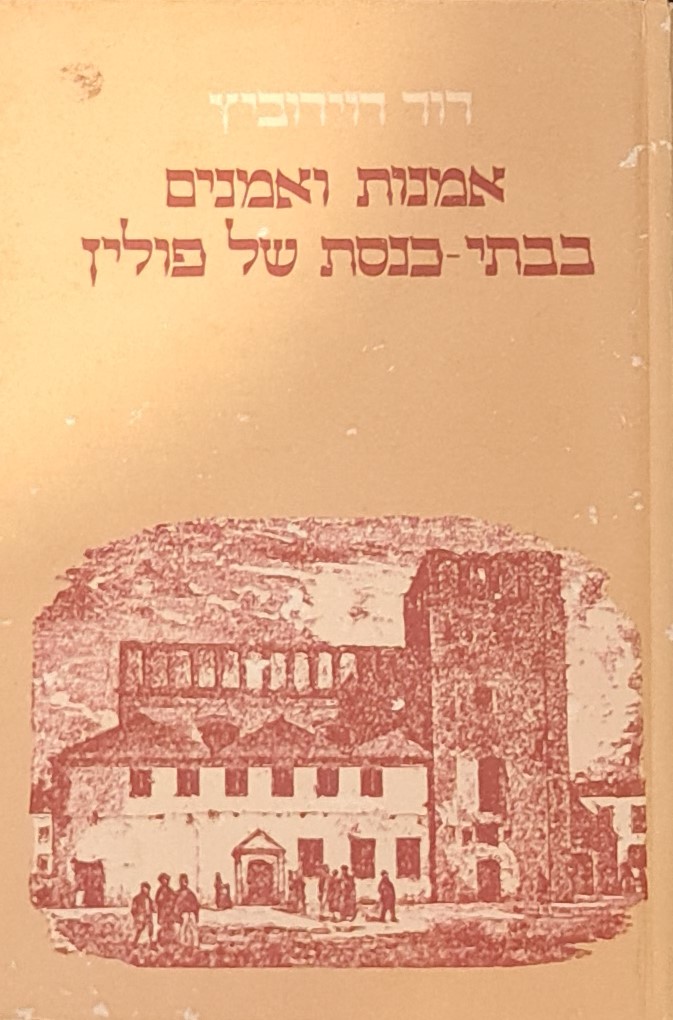 דוד דוידוביץ
אמנות ואמנים
בבתי-כנסת של פולין